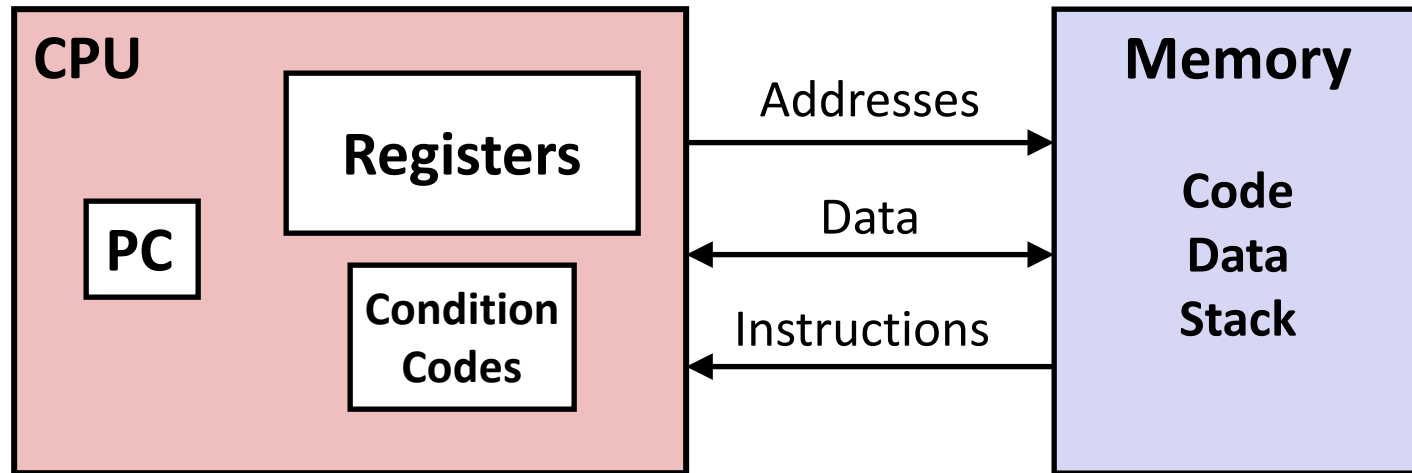 CPU
Registers
PC
Condition
Codes
Addresses
Data
Instructions
Memory
Code
Data
Stack